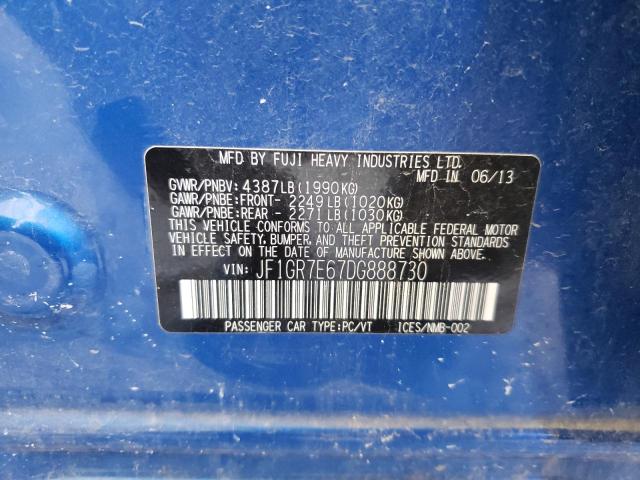 MFD BY FUJI HEAVY INDUSTRIES LTD.
MFD IN 06/13
GVWR/PNBV: 4387LB(1990KG)
GAWR/PNBE:FRONT- 2249LB(1020KG)
GAWR/PNBE:REAR - 2271LB(1030KG)
THIS VEHICLE CONFORMS TO ALL APPLICABLE FEDERAL MOTOR
VEHICLE SAFETY, BUMPER, AND THEFT PREVENTION STANDARDS
IN EFFECT ON THE DATE OF MANUFACTURE SHOWN ABOVE.
VIN: JF1GR7E67DG888730
PASSENGER CAR TYPE:PC/VT ICES/NMB-002